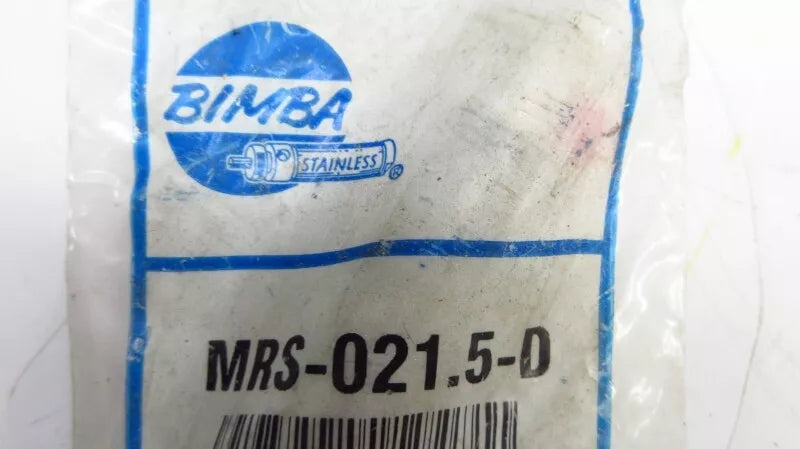 BIMBA
STAINLESS
®
MRS-021.5-D